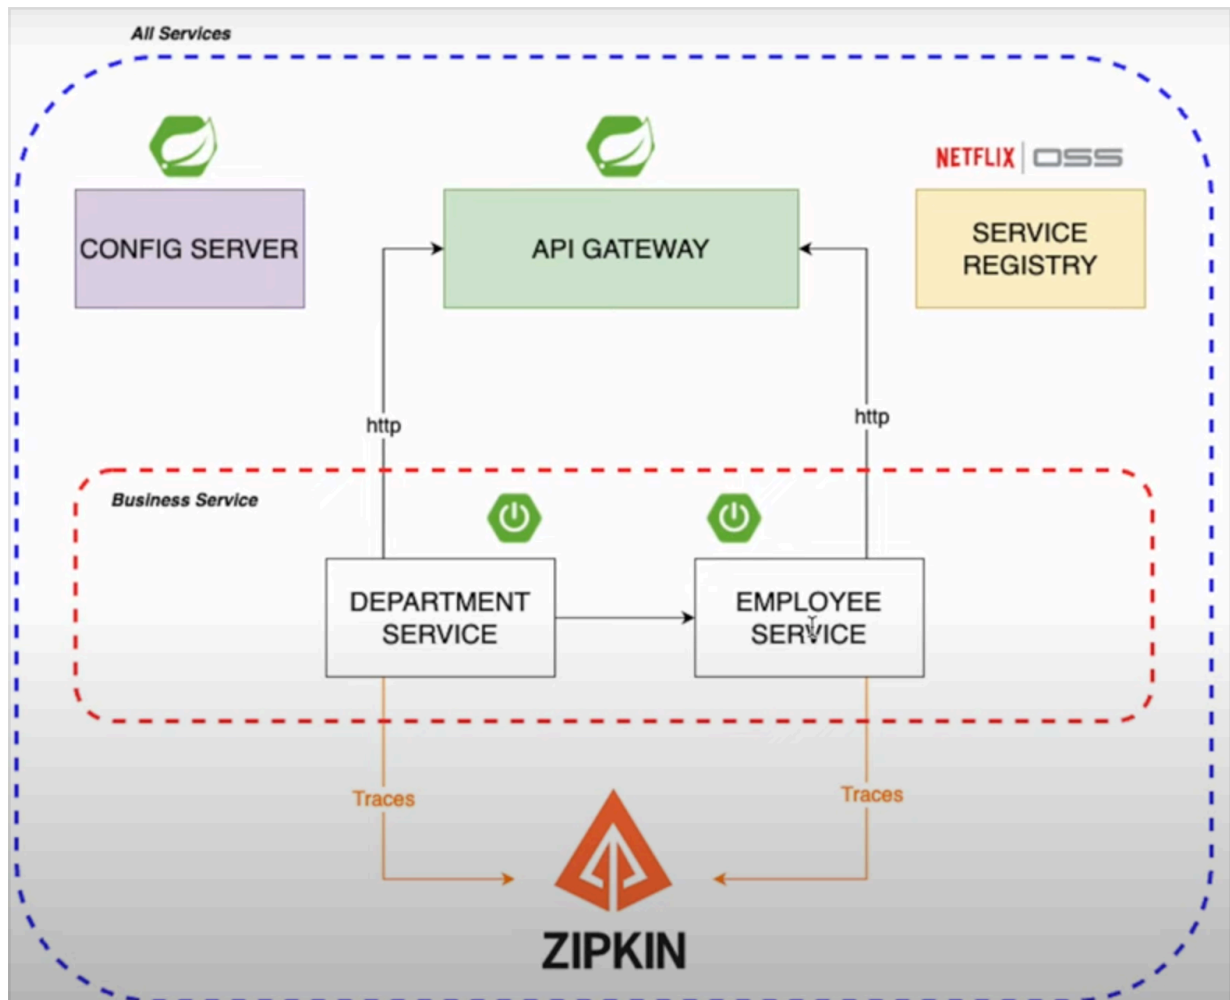 All Services
NETFLIX OSS
CONFIG SERVER
API GATEWAY
SERVICE
REGISTRY
http
http
Business Service
DEPARTMENT
SERVICE
EMPLOYEE
SERVICE
Traces
Traces
ZIPKIN